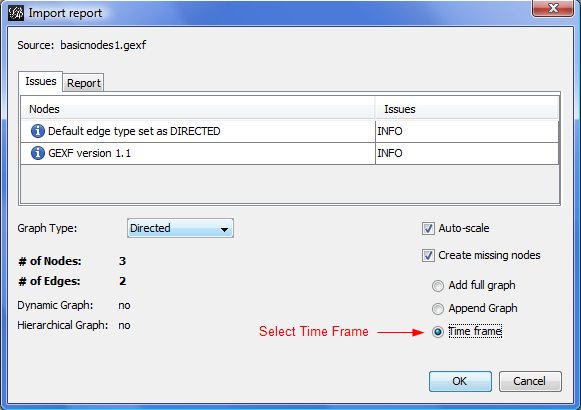 Import report
Source: basicnodes1.gexf
Issues Report
Nodes Issues
Default edge type set as DIRECTED INFO
GEXF version 1.1 INFO
Graph Type: Directed Auto-scale
Create missing nodes
# of Nodes: 3
# of Edges: 2 Add full graph
Dynamic Graph: no Append Graph
Hierarchical Graph: no Select Time Frame Time frame
OK Cancel